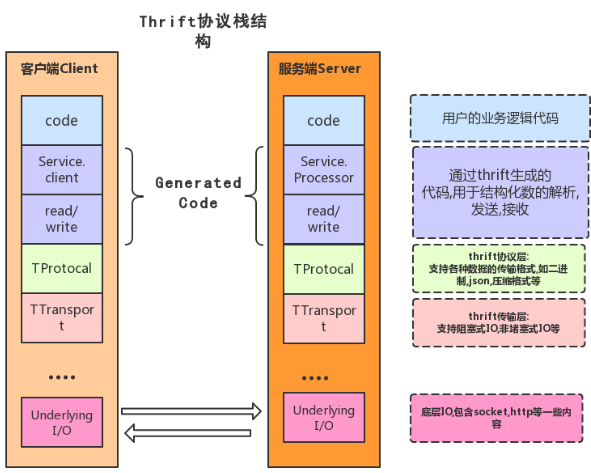 Thrift协议栈结
构
客户端Client
code
Service.
client
read/
write
TProtocal
TTranspor
t
....
Underlying
I/O
Generated
Code
服务端Server
code
Service.
Processor
read/
write
TProtocal
TTranspor
t
....
Underlying
I/O
用户的业务逻辑代码
通过thrift生成的
代码,用于结构化数的解析,
发送,接收
thrift协议层:
支持各种数据的传输格式,如二进
制,json,压缩格式等
thrift传输层:
支持阻塞式IO,非堵塞式IO等
底层IO,包含socket,http等一些内
容